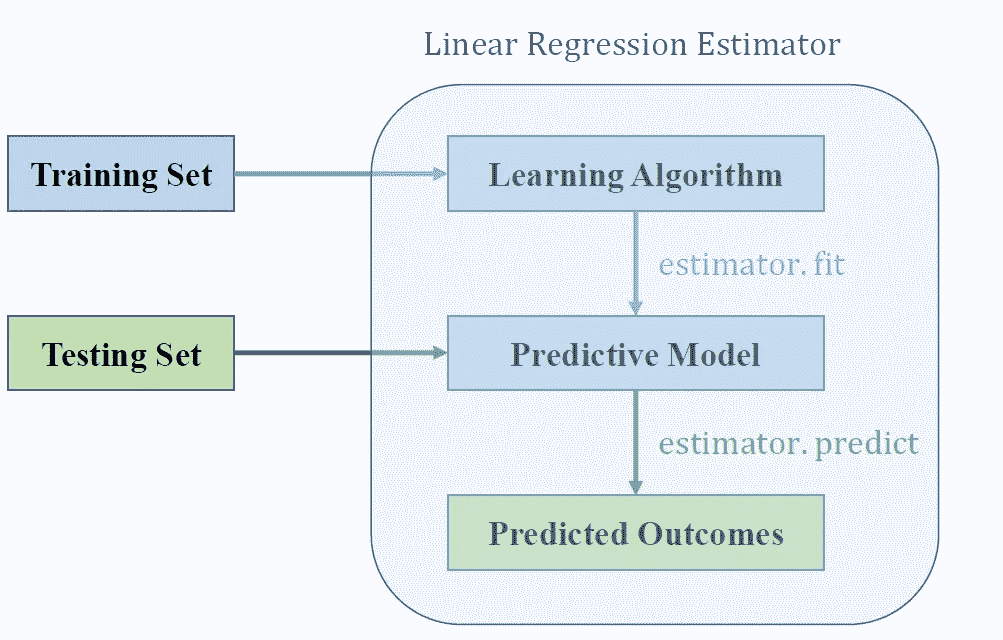 Linear Regression Estimator
Training Set
Learning Algorithm
estimator. fit
Testing Set
Predictive Model
estimator. predict
Predicted Outcomes